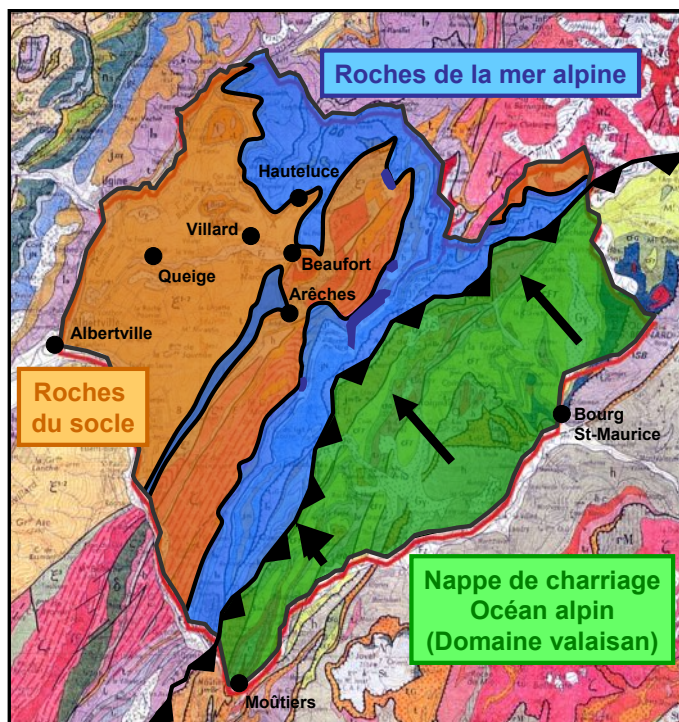 Roches de la mer alpine
Hauteluce
Villard
Beaufort
Queige
Arêches
Albertville
Roches
du socle
Bourg
St-Maurice
Nappe de charriage
Océan alpin
(Domaine valaisan)
Moûtiers